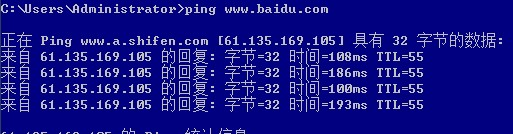 C:\Users\Administrator>ping www.baidu.com
正在 Ping www.a.shifen.com [61.135.169.105] 具有 32 字节的数据:
来自 61.135.169.105 的回复: 字节=32 时间=108ms TTL=55
来自 61.135.169.105 的回复: 字节=32 时间=186ms TTL=55
来自 61.135.169.105 的回复: 字节=32 时间=100ms TTL=55
来自 61.135.169.105 的回复: 字节=32 时间=193ms TTL=55